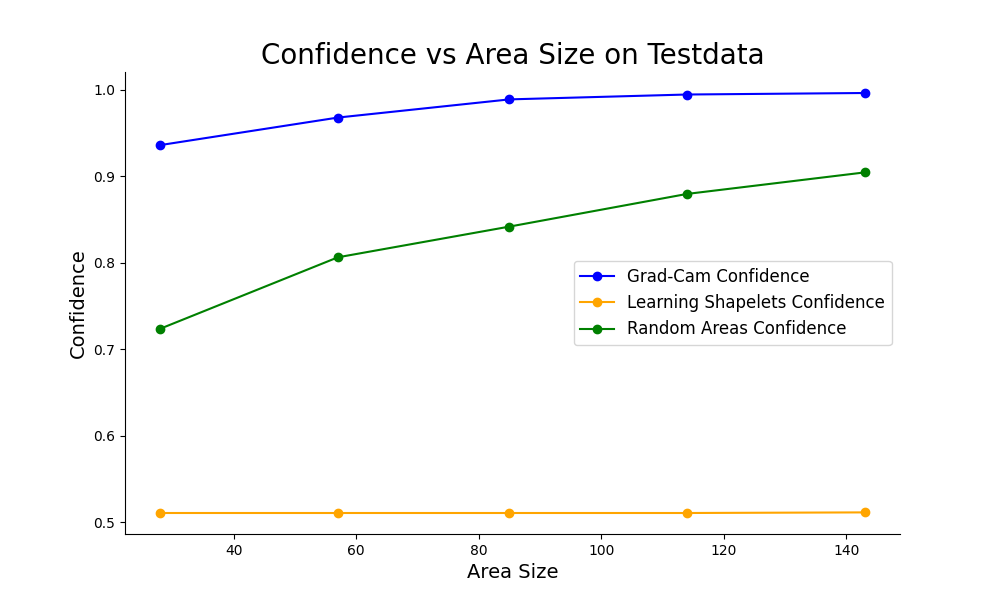 Confidence vs Area Size on Testdata
Confidence
1.0
0.9
0.8
0.7
0.6
0.5
Grad-Cam Confidence
Learning Shapelets Confidence
Random Areas Confidence
40 60 80 100 120 140
Area Size